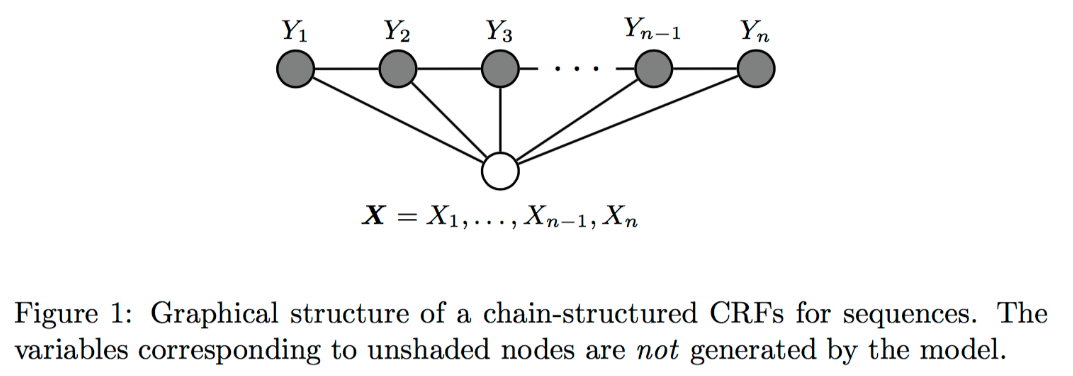 Y₁ Y₂ Y₃ Yₙ₋₁ Yₙ
· · ·
X = X₁, . . . , Xₙ₋₁, Xₙ
Figure 1: Graphical structure of a chain-structured CRFs for sequences. The
variables corresponding to unshaded nodes are not generated by the model.